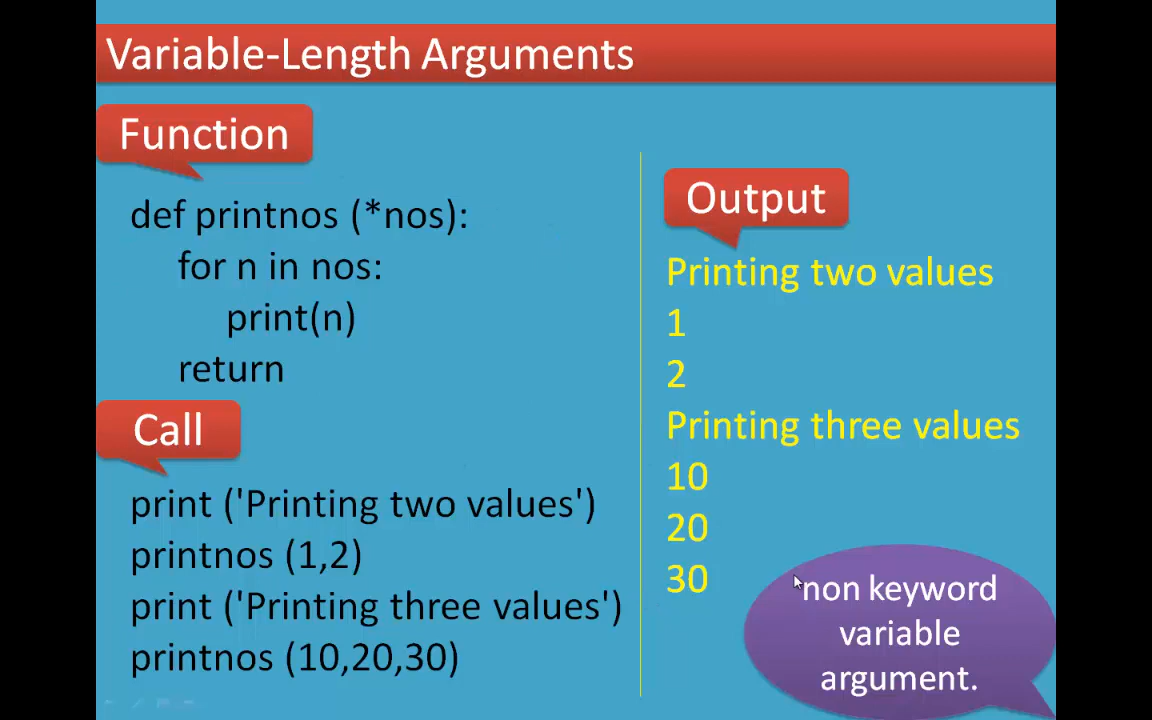 Variable-Length Arguments
Function
def printnos (*nos):
for n in nos:
print(n)
return
Call
print ('Printing two values')
printnos (1,2)
print ('Printing three values')
printnos (10,20,30)
Output
Printing two values
1
2
Printing three values
10
20
30
non keyword
variable
argument.